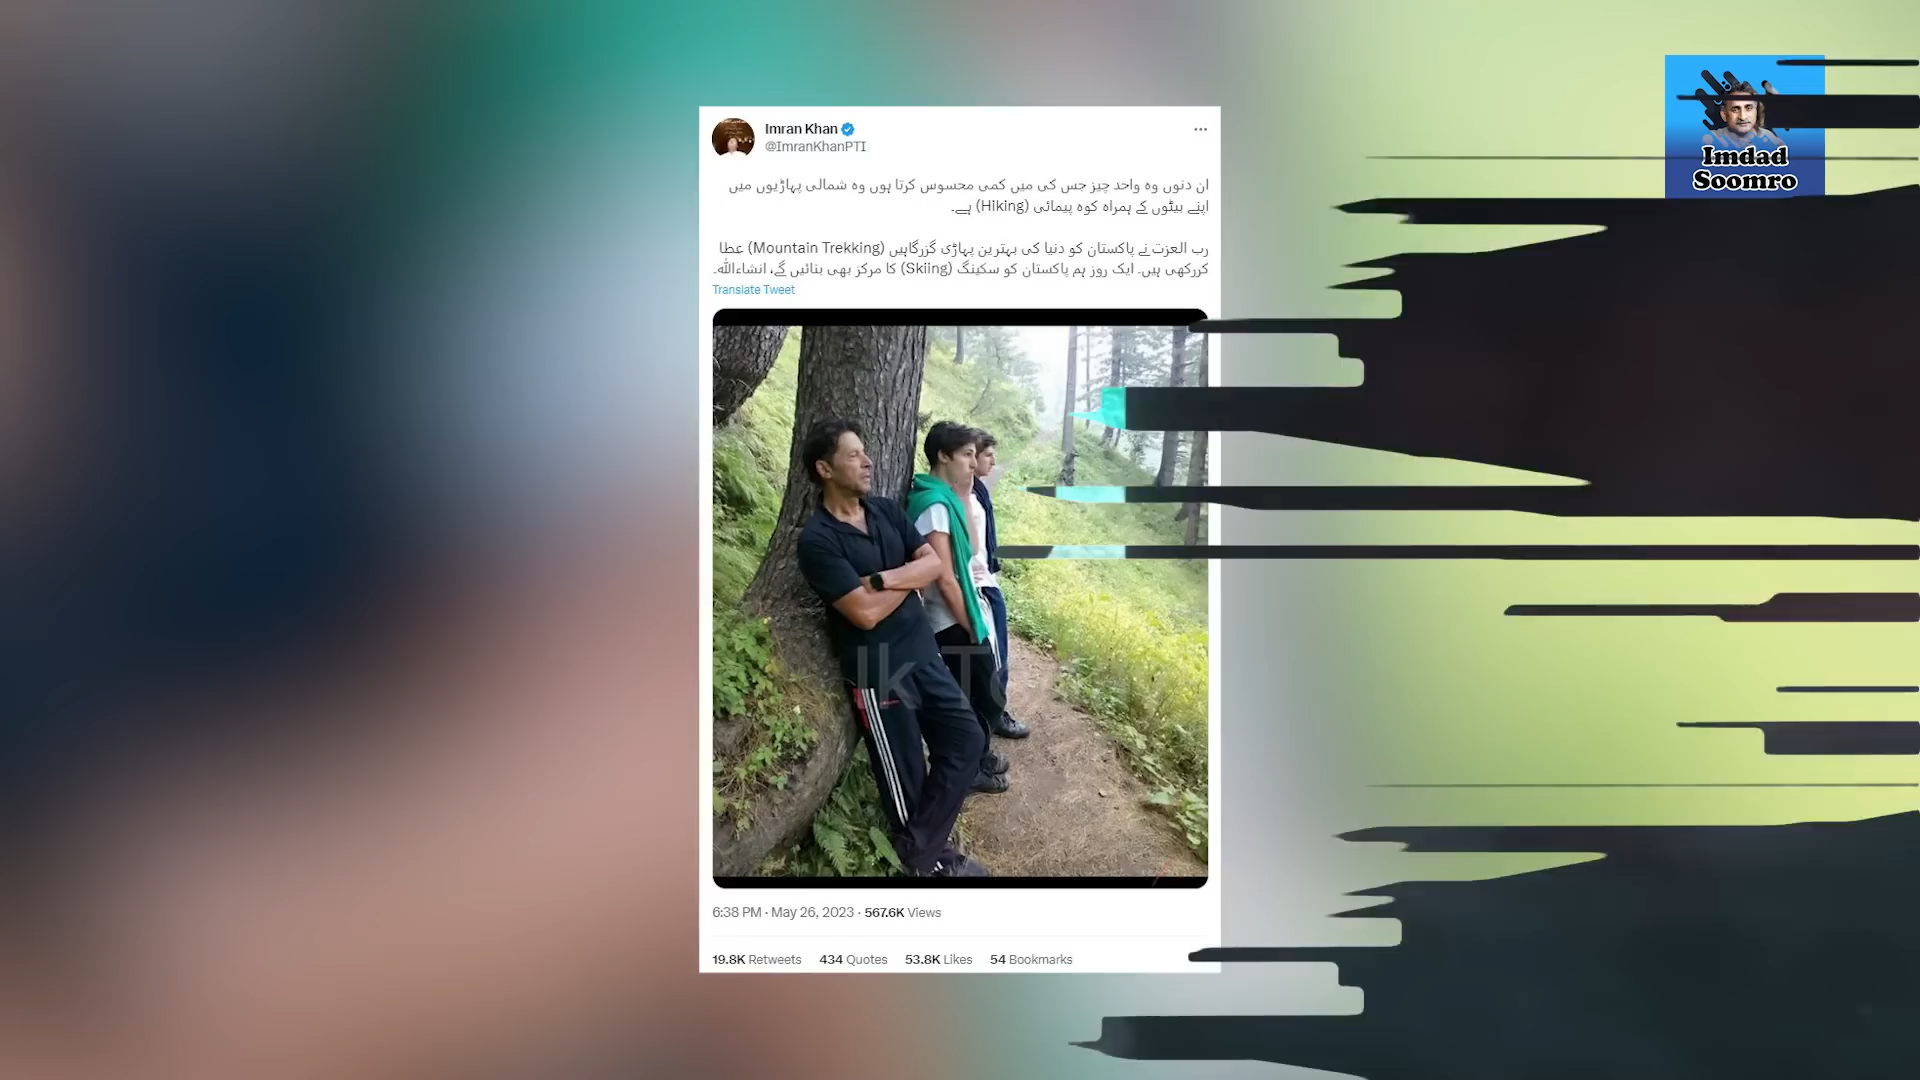 Imran Khan
@ImranKhanPTI
ان دنوں وہ واحد چیز جس کی میں کمی محسوس کرتا ہوں وہ شمالی پہاڑیوں میں
اپنے بیٹوں کے ہمراہ کوہ پیمائی (Hiking) ہے۔
رب العزت نے پاکستان کو دنیا کی بہترین پہاڑی گزرگاہیں (Mountain Trekking) عطا
کررکھی ہیں۔ ایک روز ہم پاکستان کو سکینگ (Skiing) کا مرکز بھی بنائیں گے، انشاءاللہ۔
Translate Tweet
Ik To
6:38 PM · May 26, 2023 · 567.6K Views
19.8K Retweets 434 Quotes 53.8K Likes 54 Bookmarks
Imdad
Soomro